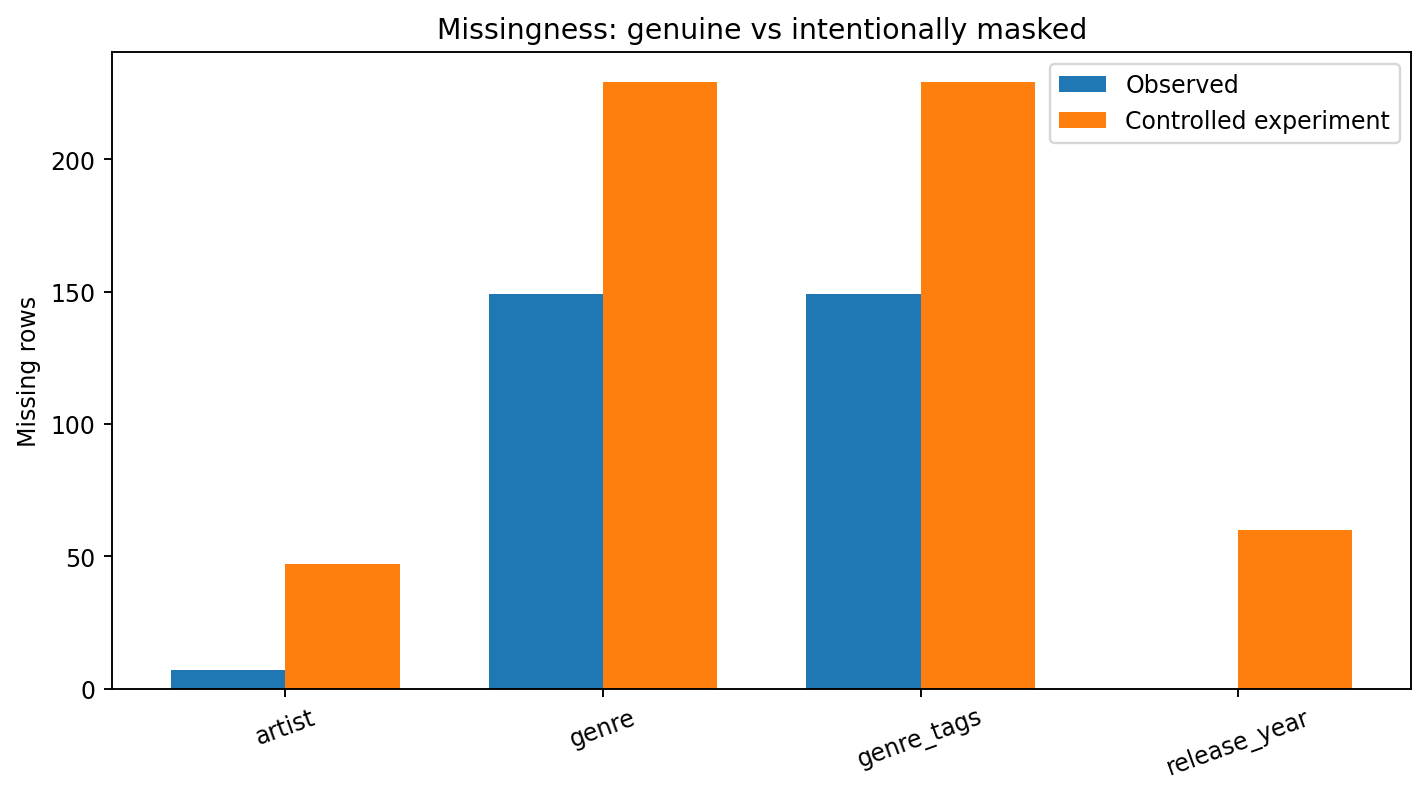 Missingness: genuine vs intentionally masked
Observed
Controlled experiment
Missing rows
200
150
100
50
0
artist
genre
genre_tags
release_year